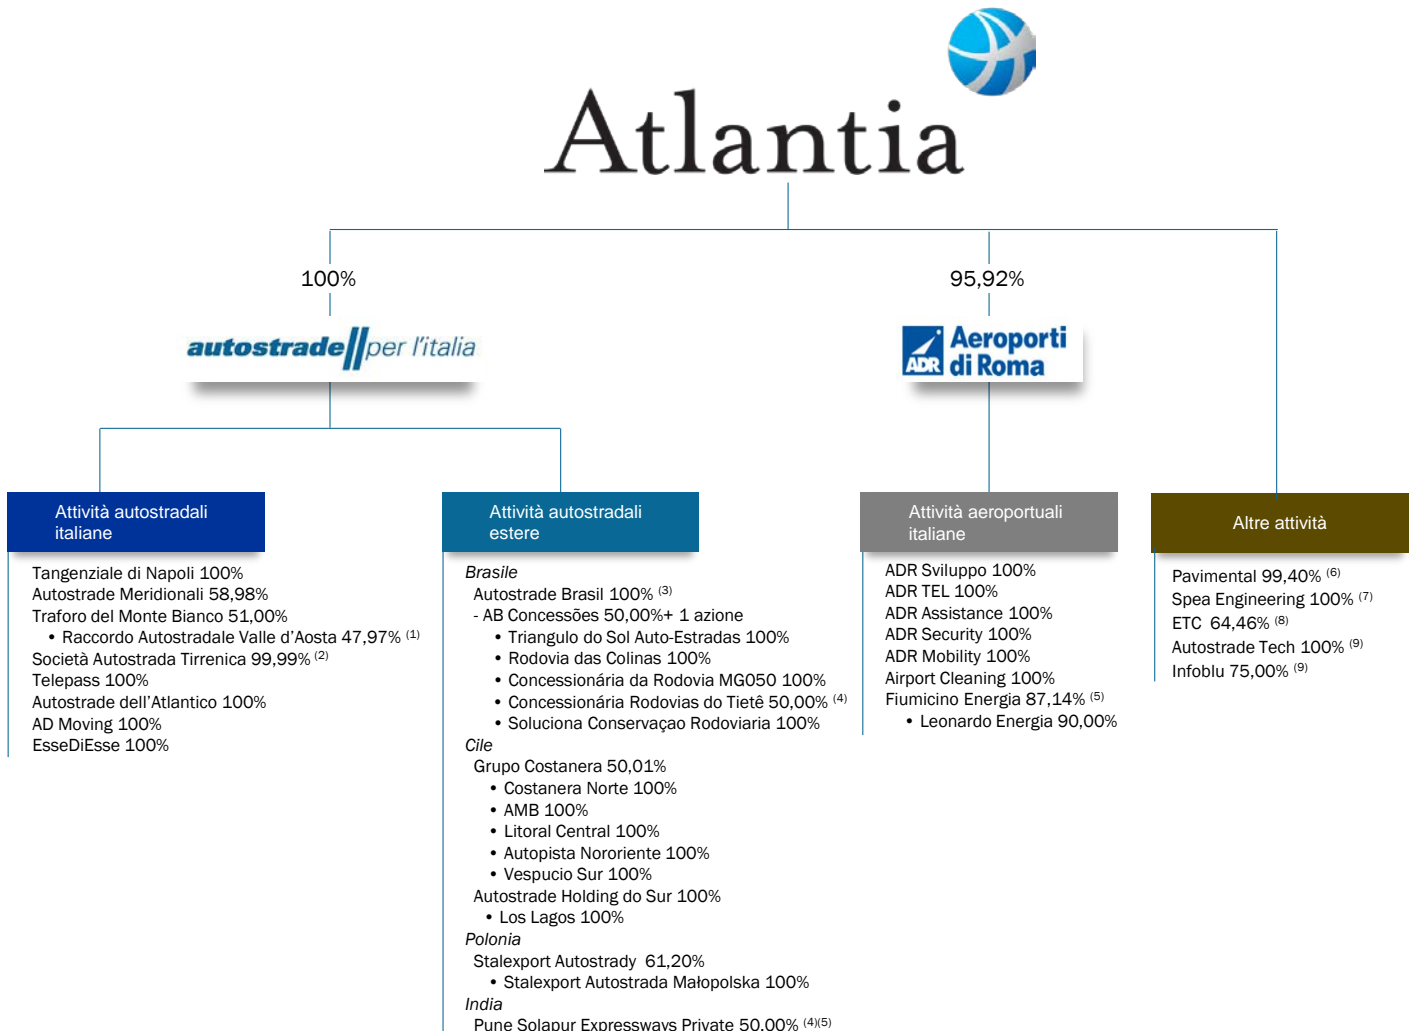 Atlantia
100%
95,92%
autostrade//per l'italia
ADR Aeroporti
di Roma
Attività autostradali
italiane
Tangenziale di Napoli 100%
Autostrade Meridionali 58,98%
Traforo del Monte Bianco 51,00%
• Raccordo Autostradale Valle d'Aosta 47,97% (1)
Società Autostrada Tirrenica 99,99% (2)
Telepass 100%
Autostrade dell'Atlantico 100%
AD Moving 100%
EsseDiEsse 100%
Attività autostradali
estere
Brasile
Autostrade Brasil 100% (3)
- AB Concessões 50,00%+ 1 azione
• Triangulo do Sol Auto-Estradas 100%
• Rodovia das Colinas 100%
• Concessionária da Rodovia MG050 100%
• Concessionária Rodovias do Tietê 50,00% (4)
• Soluciona Conservaçao Rodoviaria 100%
Cile
Grupo Costanera 50,01%
• Costanera Norte 100%
• AMB 100%
• Litoral Central 100%
• Autopista Nororiente 100%
• Vespucio Sur 100%
Autostrade Holding do Sur 100%
• Los Lagos 100%
Polonia
Stalexport Autostrady 61,20%
• Stalexport Autostrada Małopolska 100%
India
Pune Solapur Expressways Private 50,00% (4)(5)
Attività aeroportuali
italiane
ADR Sviluppo 100%
ADR TEL 100%
ADR Assistance 100%
ADR Security 100%
ADR Mobility 100%
Airport Cleaning 100%
Fiumicino Energia 87,14% (5)
• Leonardo Energia 90,00%
Altre attività
Pavimental 99,40% (6)
Spea Engineering 100% (7)
ETC 64,46% (8)
Autostrade Tech 100% (9)
Infoblu 75,00% (9)